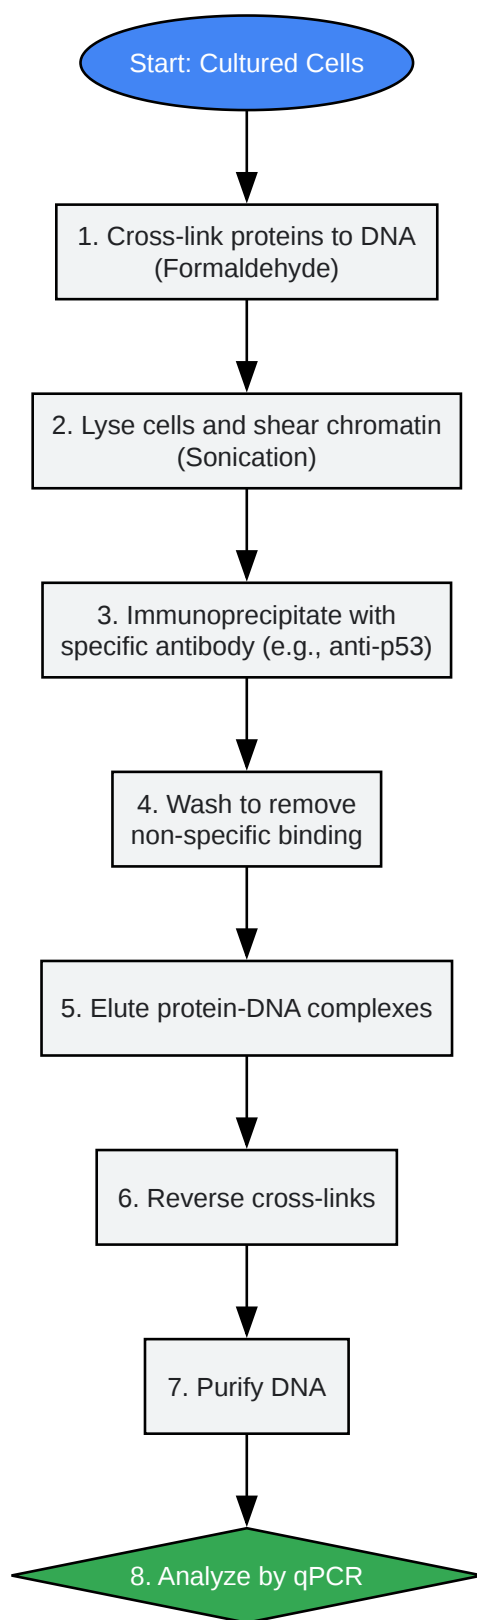 Start: Cultured Cells
1. Cross-link proteins to DNA
(Formaldehyde)
2. Lyse cells and shear chromatin
(Sonication)
3. Immunoprecipitate with
specific antibody (e.g., anti-p53)
4. Wash to remove
non-specific binding
5. Elute protein-DNA complexes
6. Reverse cross-links
7. Purify DNA
8. Analyze by qPCR